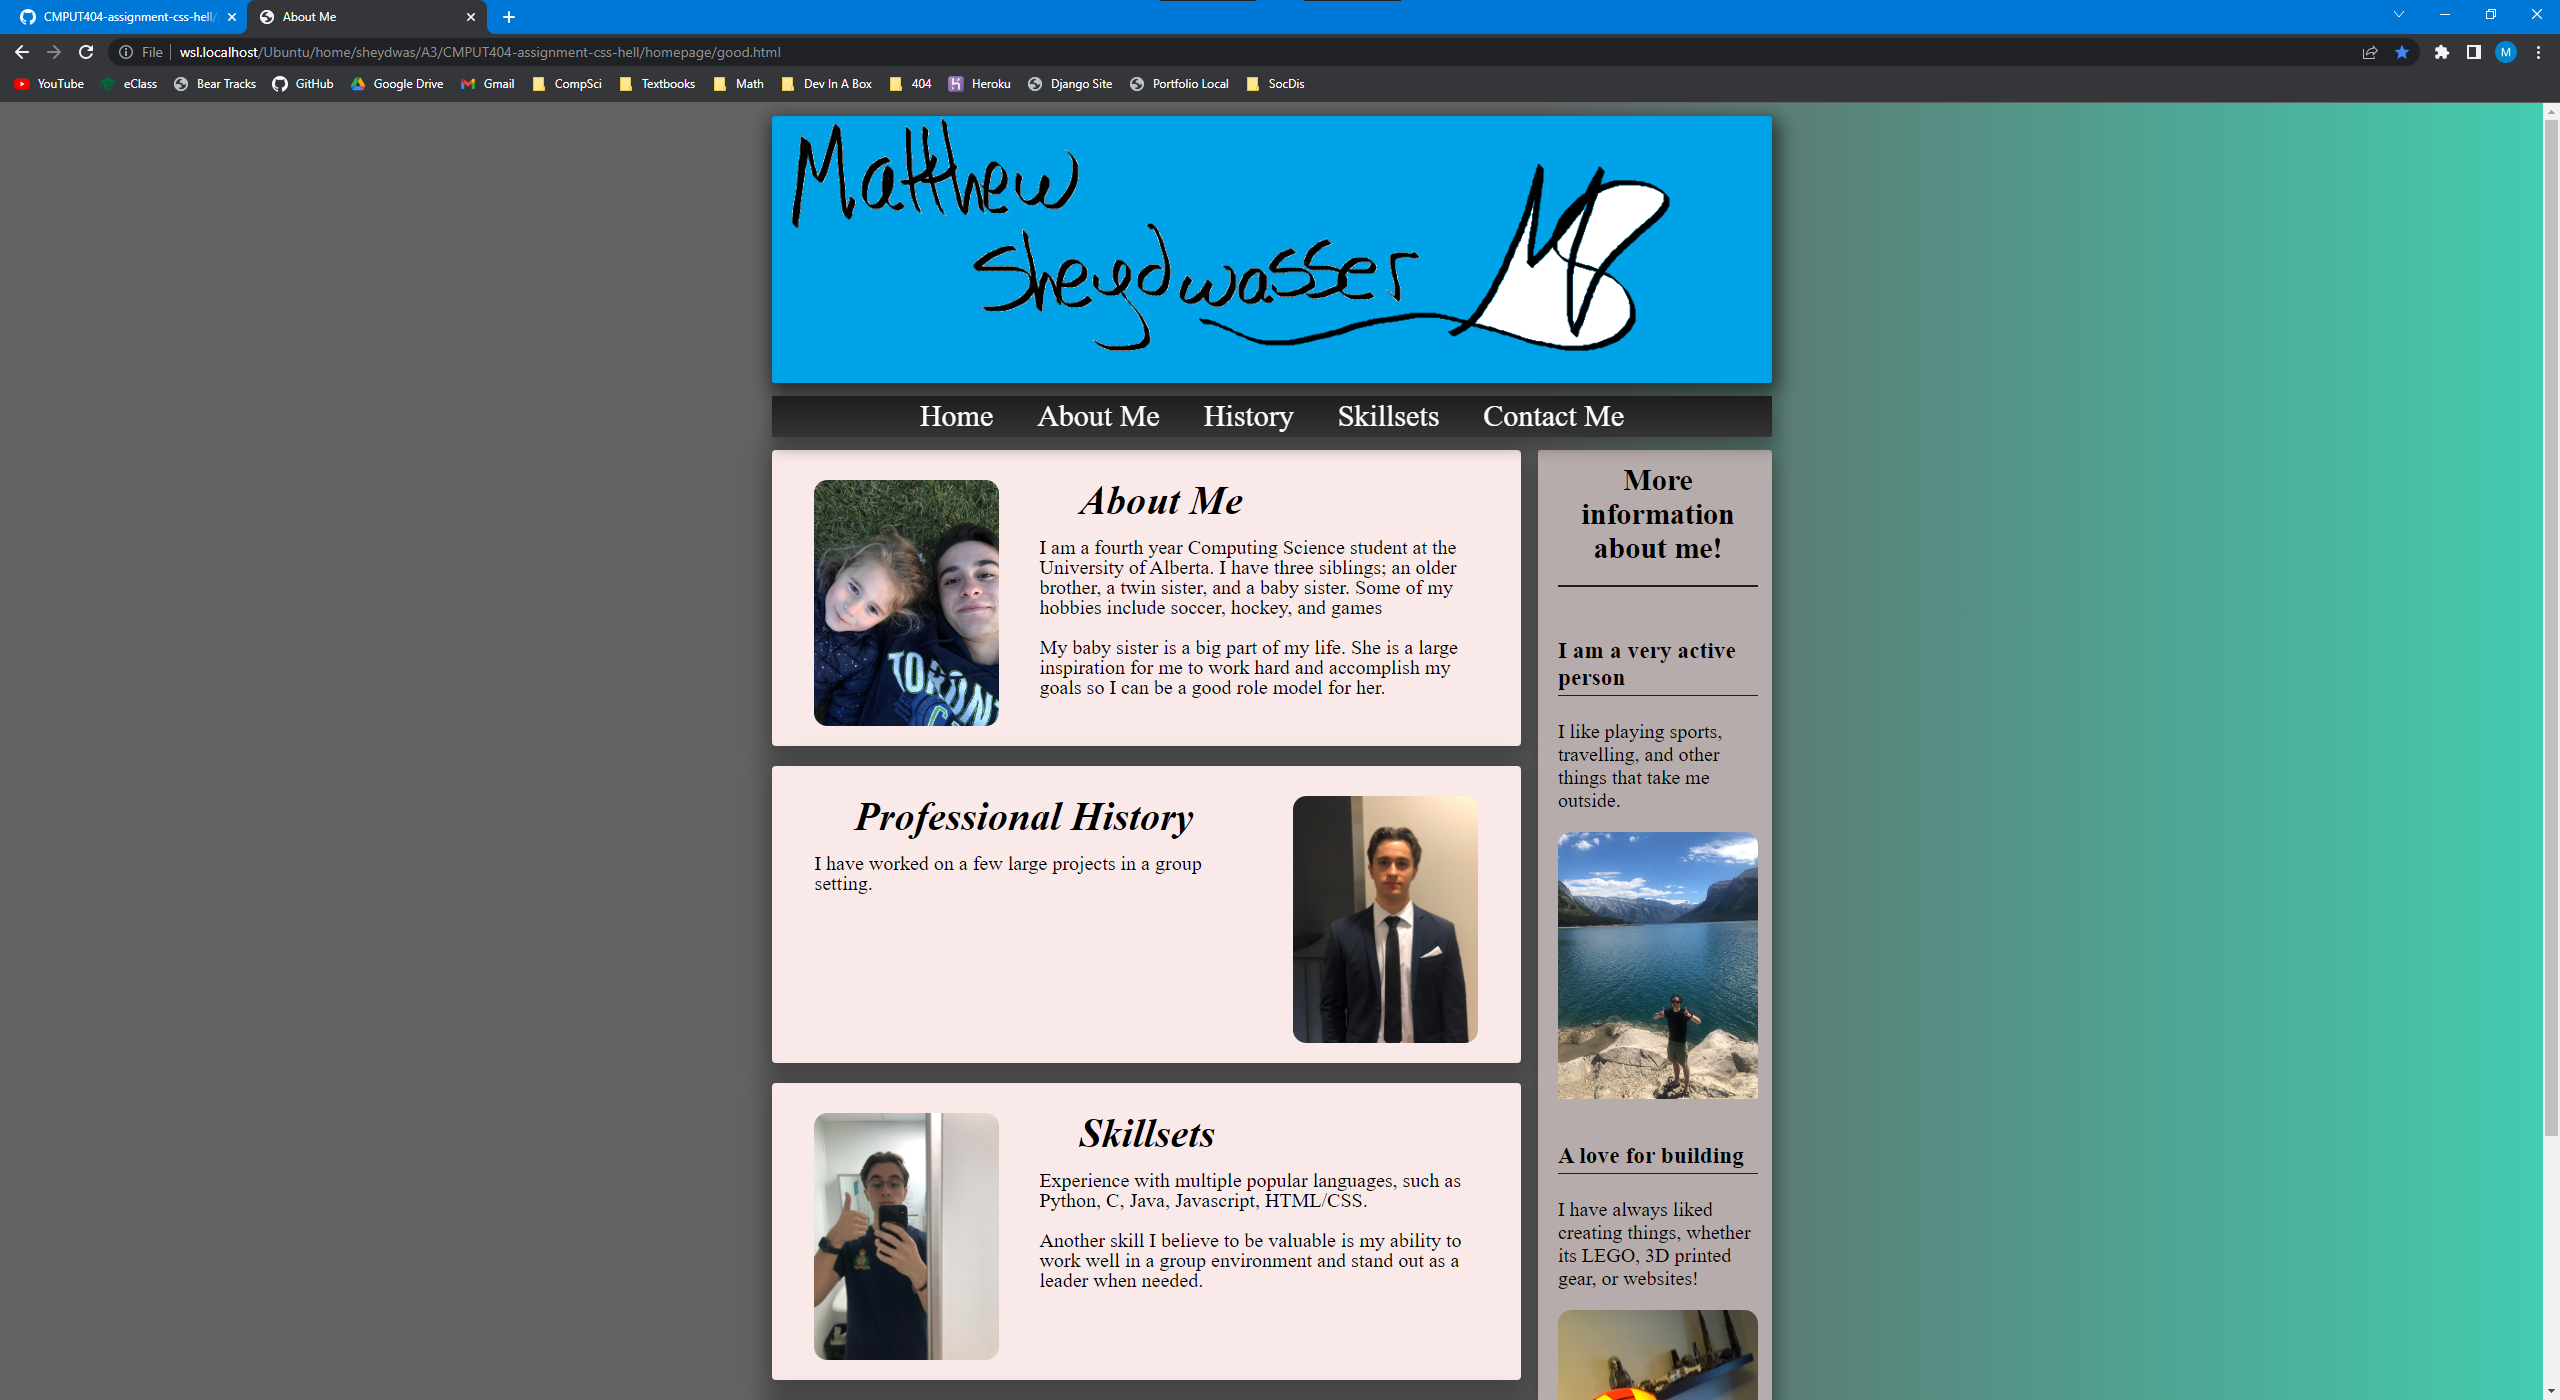 CMPUT404-assignment-css-hell/
About Me
File wsl.localhost/Ubuntu/home/sheydwas/A3/CMPUT404-assignment-css-hell/homepage/good.html
M
YouTube eClass Bear Tracks GitHub Google Drive Gmail CompSci Textbooks Math Dev In A Box 404 Heroku Django Site Portfolio Local SocDis
Matthew
Sheydwasser
MS
Home About Me History Skillsets Contact Me
About Me
I am a fourth year Computing Science student at the
University of Alberta. I have three siblings; an older
brother, a twin sister, and a baby sister. Some of my
hobbies include soccer, hockey, and games
My baby sister is a big part of my life. She is a large
inspiration for me to work hard and accomplish my
goals so I can be a good role model for her.
Professional History
I have worked on a few large projects in a group
setting.
Skillsets
Experience with multiple popular languages, such as
Python, C, Java, Javascript, HTML/CSS.
Another skill I believe to be valuable is my ability to
work well in a group environment and stand out as a
leader when needed.
More
information
about me!
I am a very active
person
I like playing sports,
travelling, and other
things that take me
outside.
A love for building
I have always liked
creating things, whether
its LEGO, 3D printed
gear, or websites!